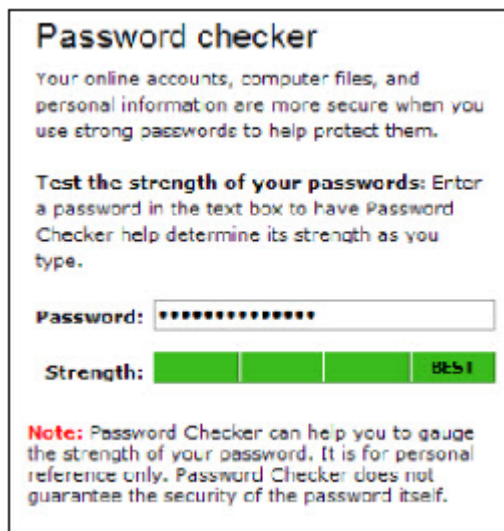 Password checker
Your online accounts, computer files, and
personal information are more secure when you
use strong passwords to help protect them.
Test the strength of your passwords: Enter
a password in the text box to have Password
Checker help determine its strength as you
type.
Password: ••••••••••••••
Strength: BEST
Note: Password Checker can help you to gauge
the strength of your password. It is for personal
reference only. Password Checker does not
guarantee the security of the password itself.